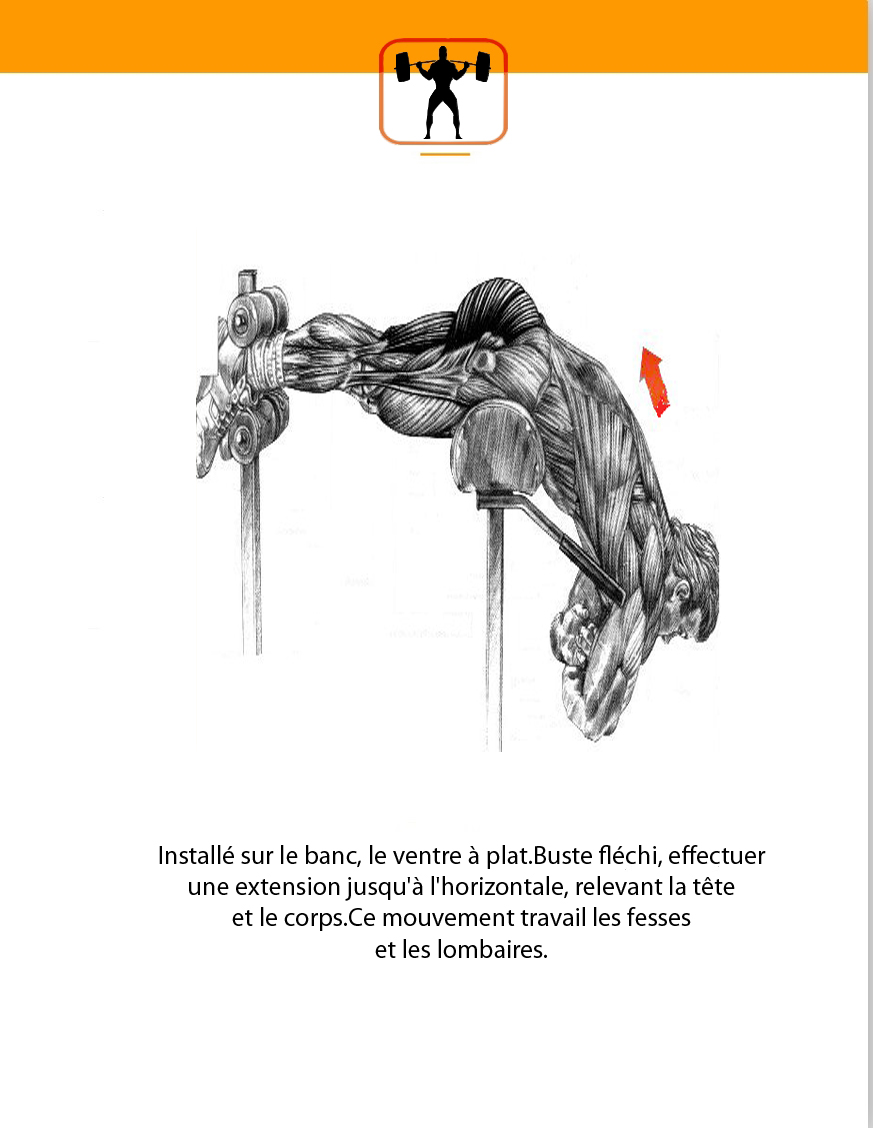 Installé sur le banc, le ventre à plat.Buste fléchi, effectuer
une extension jusqu'à l'horizontale, relevant la tête
et le corps.Ce mouvement travail les fesses
et les lombaires.